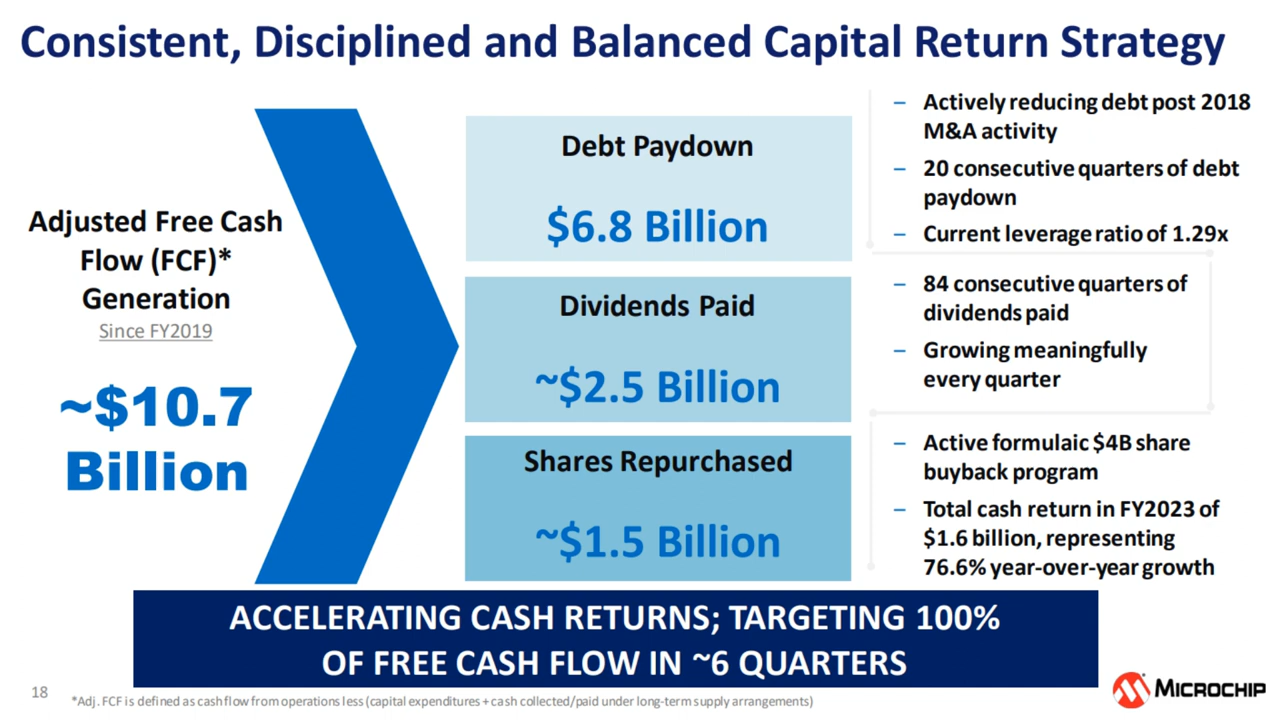 Consistent, Disciplined and Balanced Capital Return Strategy
Adjusted Free Cash
Flow (FCF)*
Generation
Since FY2019
~$10.7
Billion
Debt Paydown
$6.8 Billion
Dividends Paid
~$2.5 Billion
Shares Repurchased
~$1.5 Billion
– Actively reducing debt post 2018
M&A activity
– 20 consecutive quarters of debt
paydown
– Current leverage ratio of 1.29x
– 84 consecutive quarters of
dividends paid
– Growing meaningfully
every quarter
– Active formulaic $4B share
buyback program
– Total cash return in FY2023 of
$1.6 billion, representing
76.6% year-over-year growth
ACCELERATING CASH RETURNS; TARGETING 100%
OF FREE CASH FLOW IN ~6 QUARTERS
18
*Adj. FCF is defined as cash flow from operations less (capital expenditures + cash collected/paid under long-term supply arrangements)
MICROCHIP